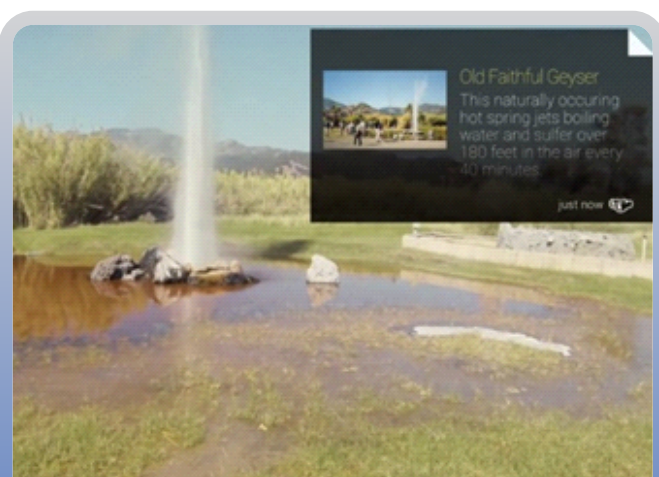 Old Faithful Geyser
This naturally occuring
hot spring jets boiling
water and sulfer over
180 feet in the air every
40 minutes.
just now